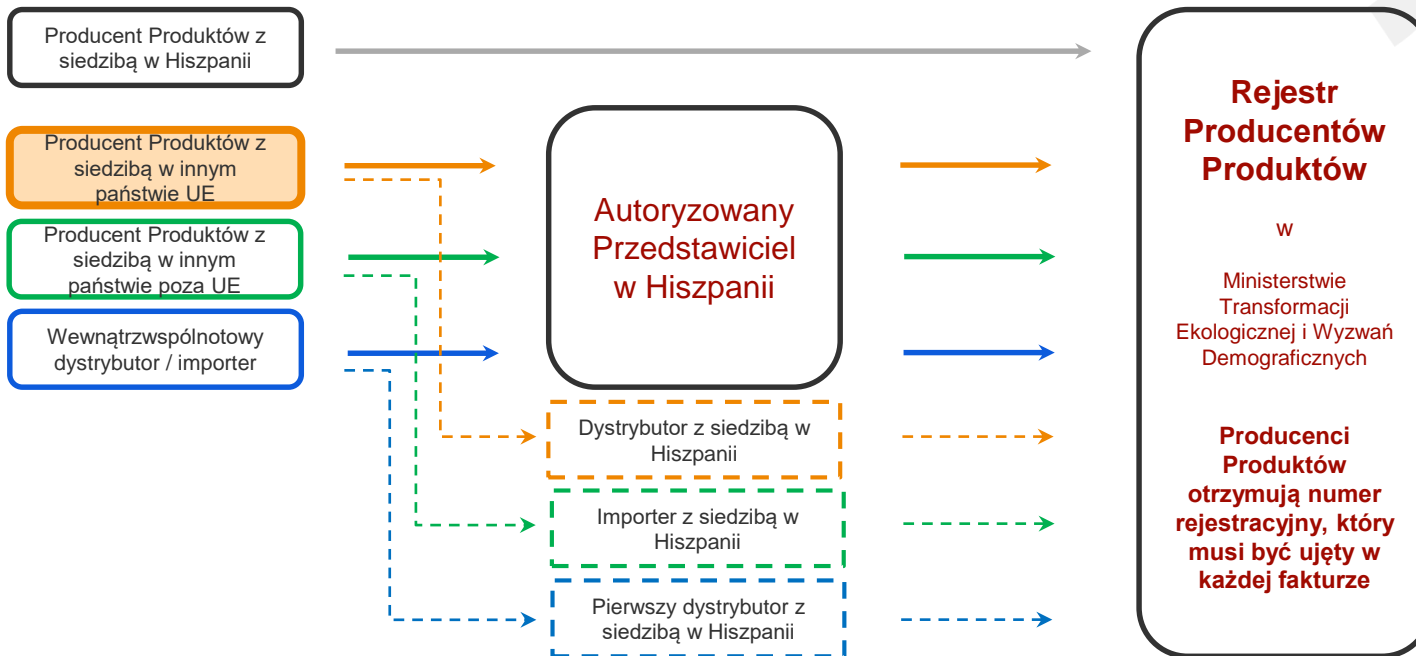 Producent Produktów z
siedzibą w Hiszpanii
Producent Produktów z
siedzibą w innym
państwie UE
Producent Produktów z
siedzibą w innym
państwie poza UE
Wewnątrzwspólnotowy
dystrybutor / importer
Autoryzowany
Przedstawiciel
w Hiszpanii
Dystrybutor z siedzibą w
Hiszpanii
Importer z siedzibą w
Hiszpanii
Pierwszy dystrybutor z
siedzibą w Hiszpanii
Rejestr
Producentów
Produktów
w
Ministerstwie
Transformacji
Ekologicznej i Wyzwań
Demograficznych
Producenci
Produktów
otrzymują numer
rejestracyjny, który
musi być ujęty w
każdej fakturze